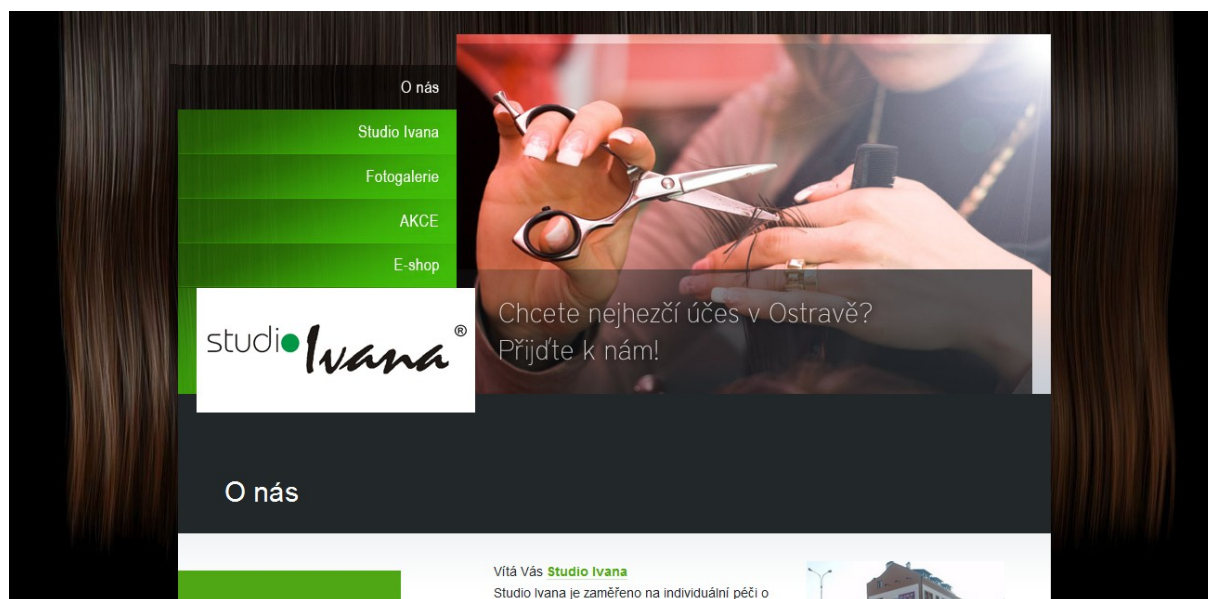 O nás
Studio Ivana
Fotogalerie
AKCE
E-shop
studio Ivana ®
Chcete nejhezčí účes v Ostravě?
Přijďte k nám!
O nás
Vítá Vás Studio Ivana
Studio Ivana je zaměřeno na individuální péči o